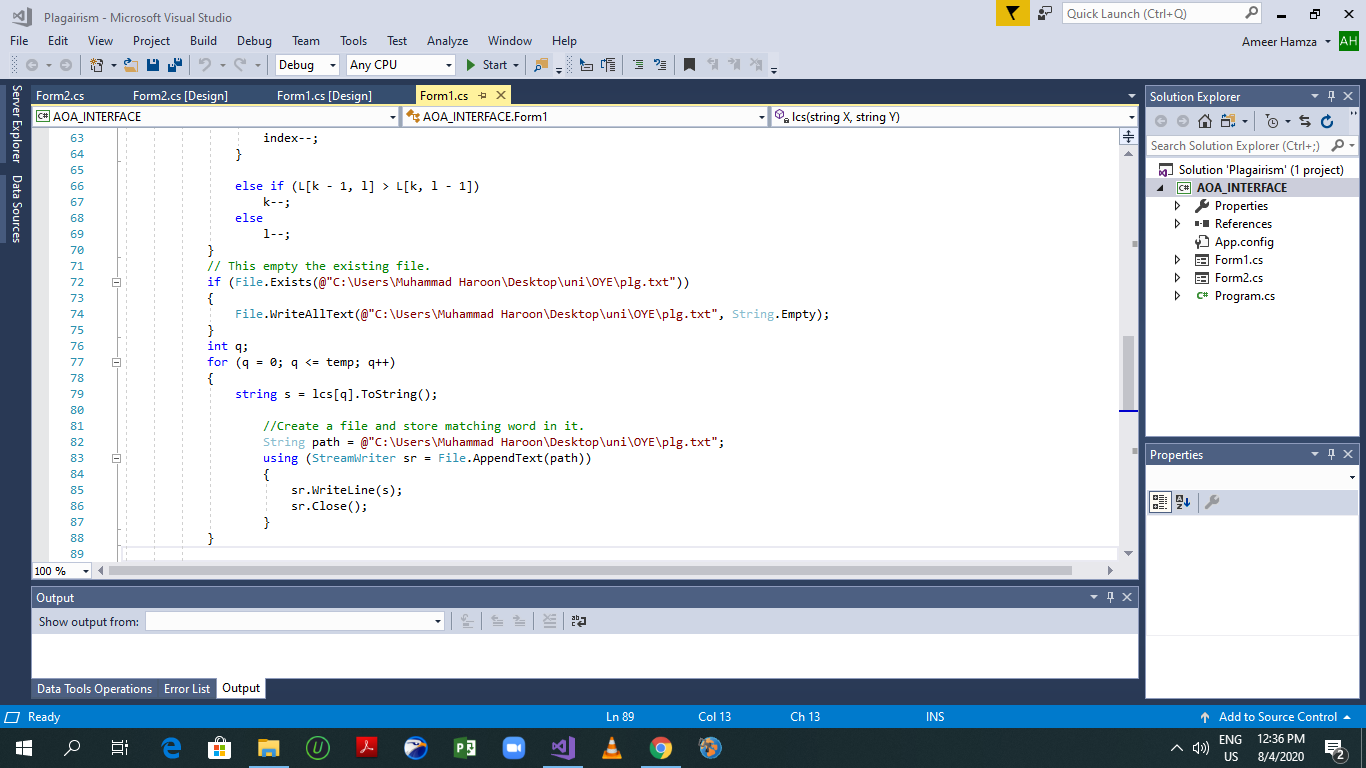 Plagairism - Microsoft Visual Studio
Quick Launch (Ctrl+Q)
File Edit View Project Build Debug Team Tools Test Analyze Window Help
Ameer Hamza AH
Debug Any CPU Start
Server Explorer
Data Sources
Form2.cs Form2.cs [Design] Form1.cs [Design] Form1.cs
AOA_INTERFACE AOA_INTERFACE.Form1 lcs(string X, string Y)
63 index--;
64 }
65
66 else if (L[k - 1, l] > L[k, l - 1])
67 k--;
68 else
69 l--;
70 }
71 // This empty the existing file.
72 if (File.Exists(@"C:\Users\Muhammad Haroon\Desktop\uni\OYE\plg.txt"))
73 {
74 File.WriteAllText(@"C:\Users\Muhammad Haroon\Desktop\uni\OYE\plg.txt", String.Empty);
75 }
76 int q;
77 for (q = 0; q <= temp; q++)
78 {
79 string s = lcs[q].ToString();
80
81 //Create a file and store matching word in it.
82 String path = @"C:\Users\Muhammad Haroon\Desktop\uni\OYE\plg.txt";
83 using (StreamWriter sr = File.AppendText(path))
84 {
85 sr.WriteLine(s);
86 sr.Close();
87 }
88 }
89
100 %
Output
Show output from:
Data Tools Operations Error List Output
Solution Explorer
Search Solution Explorer (Ctrl+;)
Solution 'Plagairism' (1 project)
C# AOA_INTERFACE
Properties
References
App.config
Form1.cs
Form2.cs
C# Program.cs
Properties
Ready Ln 89 Col 13 Ch 13 INS Add to Source Control
ENG
US
12:36 PM
8/4/2020
2